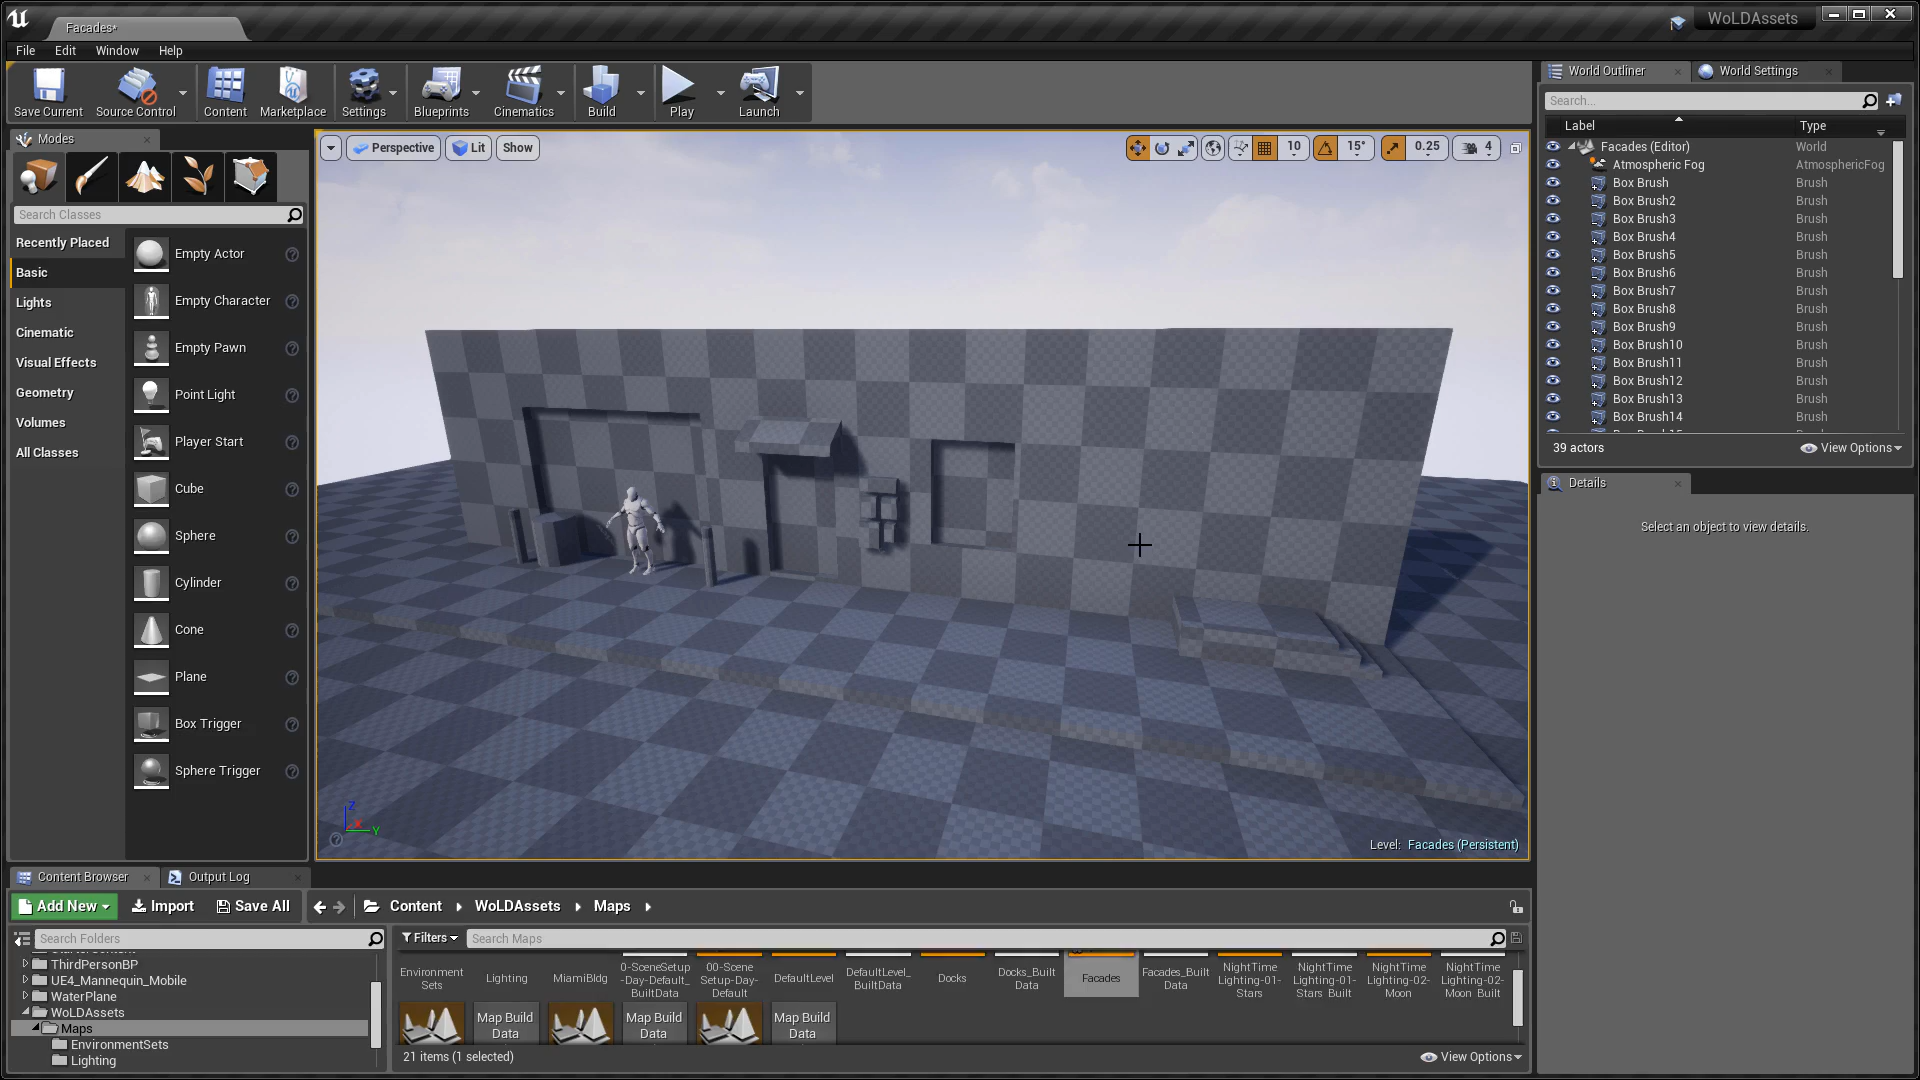 Facades*
WoLDAssets
File Edit Window Help
Save Current Source Control Content Marketplace Settings Blueprints Cinematics Build Play Launch
Modes
Search Classes
Recently Placed
Basic
Lights
Cinematic
Visual Effects
Geometry
Volumes
All Classes
Empty Actor
Empty Character
Empty Pawn
Point Light
Player Start
Cube
Sphere
Cylinder
Cone
Plane
Box Trigger
Sphere Trigger
Perspective Lit Show
10 15° 0.25 4
Z
X
Y
Level: Facades (Persistent)
World Outliner World Settings
Search...
Label Type
Facades (Editor) World
Atmospheric Fog AtmosphericFog
Box Brush Brush
Box Brush2 Brush
Box Brush3 Brush
Box Brush4 Brush
Box Brush5 Brush
Box Brush6 Brush
Box Brush7 Brush
Box Brush8 Brush
Box Brush9 Brush
Box Brush10 Brush
Box Brush11 Brush
Box Brush12 Brush
Box Brush13 Brush
Box Brush14 Brush
39 actors View Options
Details
Select an object to view details.
Content Browser Output Log
Add New Import Save All Content WoLDAssets Maps
Search Folders
ThirdPersonBP
UE4_Mannequin_Mobile
WaterPlane
WoLDAssets
Maps
EnvironmentSets
Lighting
Filters Search Maps
Environment
Sets
Lighting
MiamiBldg
0-SceneSetup
-Day-Default_
BuiltData
00-Scene
Setup-Day-
Default
DefaultLevel
DefaultLevel_
BuiltData
Docks
Docks_Built
Data
Facades
Facades_Built
Data
NightTime
Lighting-01-
Stars
NightTime
Lighting-01-
Stars_Built
NightTime
Lighting-02-
Moon
NightTime
Lighting-02-
Moon_Built
Map Build
Data
Map Build
Data
Map Build
Data
21 items (1 selected) View Options